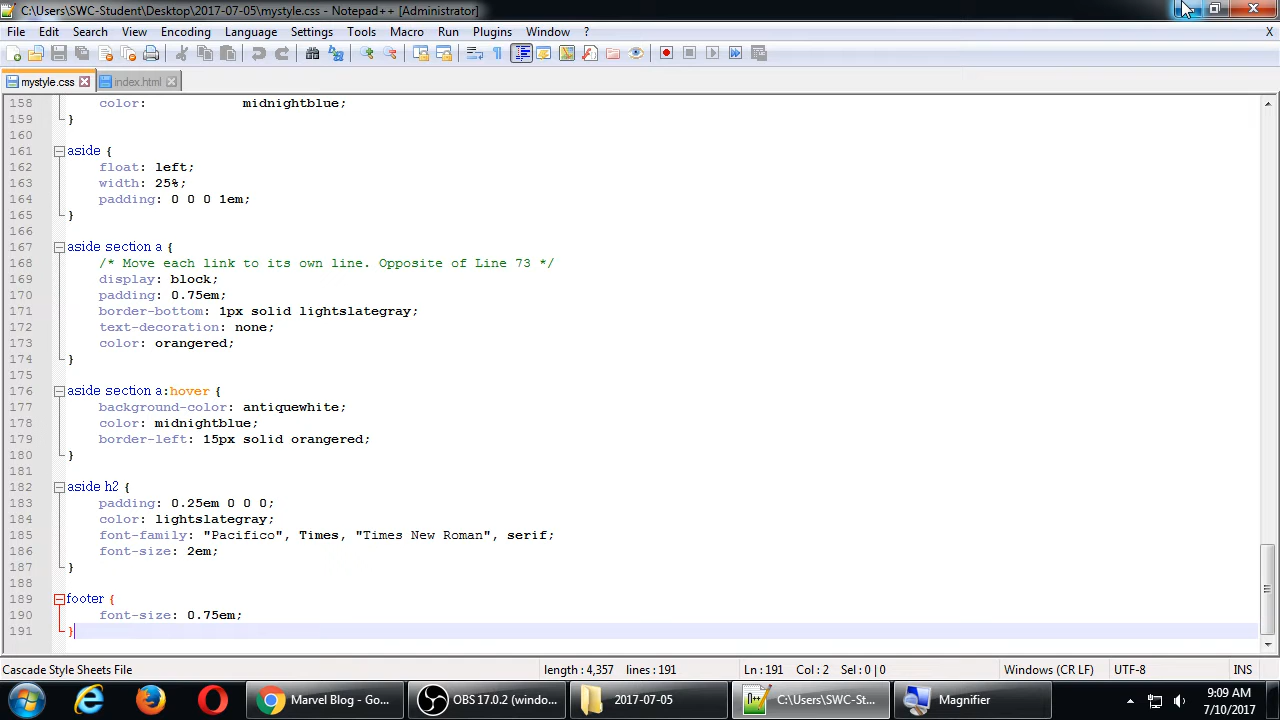 C:\Users\SWC-Student\Desktop\2017-07-05\mystyle.css - Notepad++ [Administrator]
File Edit Search View Encoding Language Settings Tools Macro Run Plugins Window ? X
mystyle.css index.html
158 color: midnightblue;
159 }
160
161 aside {
162 float: left;
163 width: 25%;
164 padding: 0 0 0 1em;
165 }
166
167 aside section a {
168 /* Move each link to its own line. Opposite of Line 73 */
169 display: block;
170 padding: 0.75em;
171 border-bottom: 1px solid lightslategray;
172 text-decoration: none;
173 color: orangered;
174 }
175
176 aside section a:hover {
177 background-color: antiquewhite;
178 color: midnightblue;
179 border-left: 15px solid orangered;
180 }
181
182 aside h2 {
183 padding: 0.25em 0 0 0;
184 color: lightslategray;
185 font-family: "Pacifico", Times, "Times New Roman", serif;
186 font-size: 2em;
187 }
188
189 footer {
190 font-size: 0.75em;
191 }
Cascade Style Sheets File length : 4,357 lines : 191 Ln : 191 Col : 2 Sel : 0 | 0 Windows (CR LF) UTF-8 INS
Marvel Blog - Go... OBS 17.0.2 (windo... 2017-07-05 C:\Users\SWC-St... Magnifier 9:09 AM
7/10/2017